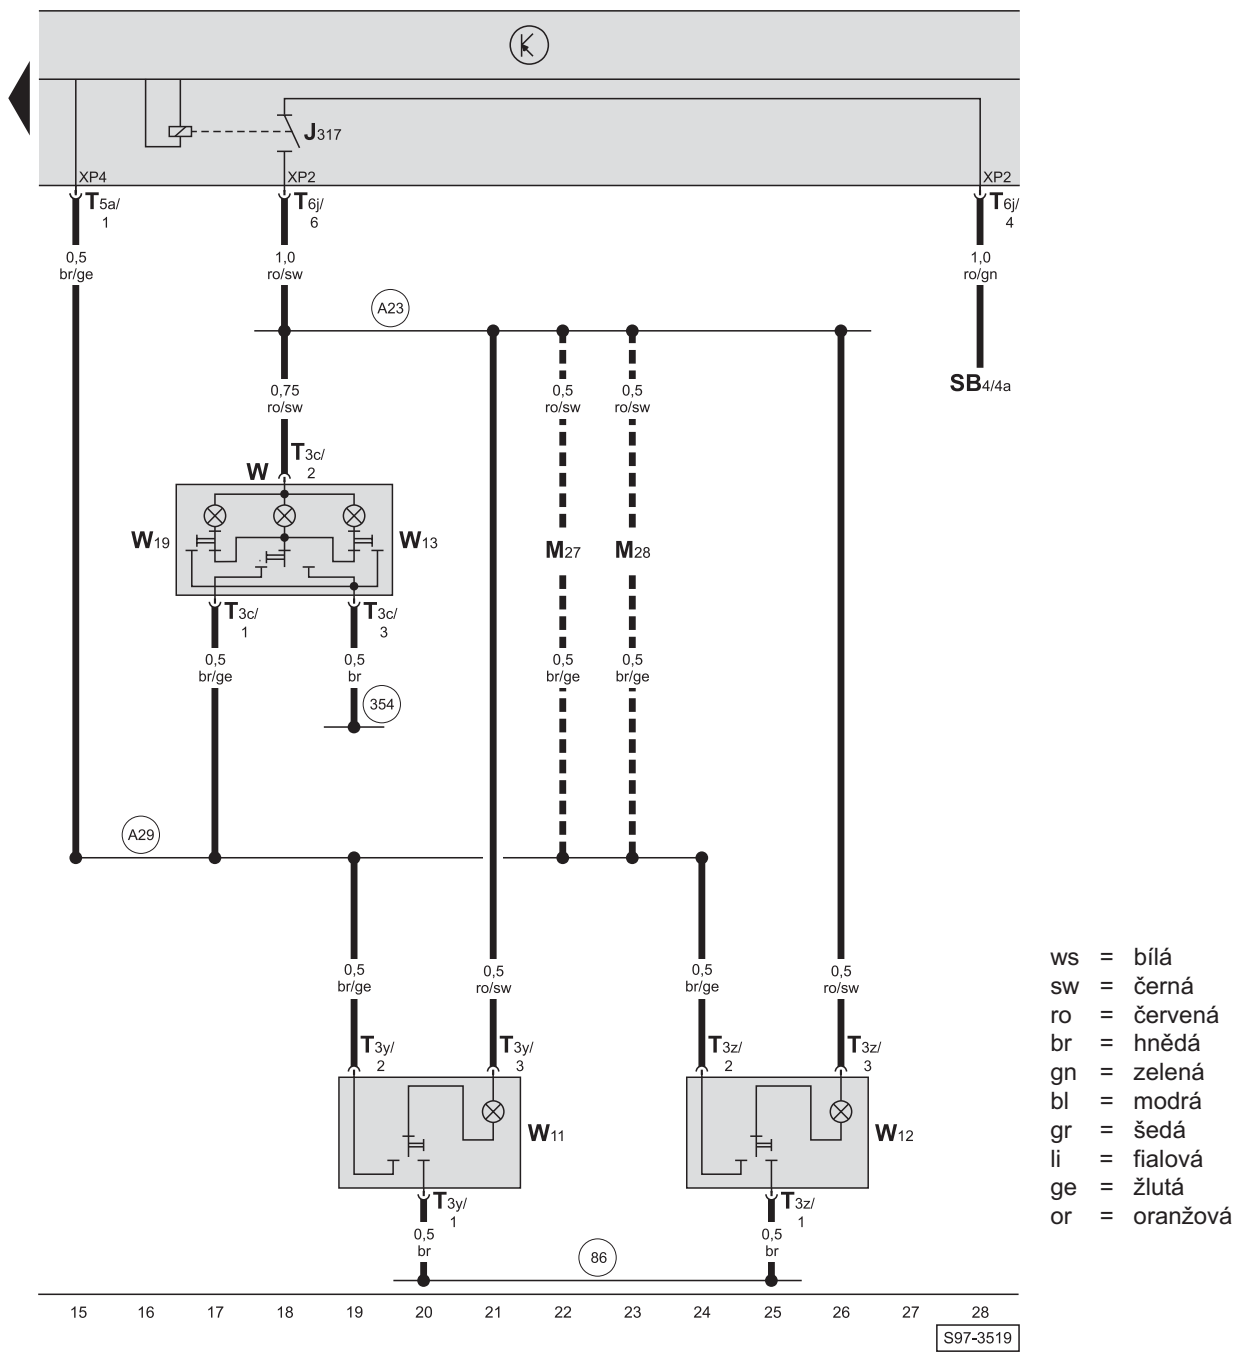 J317
XP4
XP2
XP2
T5a/
1
T6j/
6
T6j/
4
0,5
br/ge
1,0
ro/sw
1,0
ro/gn
A23
SB4/4a
0,75
ro/sw
0,5
ro/sw
0,5
ro/sw
T3c/
2
W
W19
W13
M27
M28
T3c/
1
T3c/
3
0,5
br/ge
0,5
br
0,5
br/ge
0,5
br/ge
354
A29
0,5
br/ge
0,5
ro/sw
0,5
br/ge
0,5
ro/sw
T3y/
2
T3y/
3
T3z/
2
T3z/
3
W11
W12
T3y/
1
T3z/
1
0,5
br
0,5
br
86
ws = bílá
sw = černá
ro = červená
br = hnědá
gn = zelená
bl = modrá
gr = šedá
li = fialová
ge = žlutá
or = oranžová
15 16 17 18 19 20 21 22 23 24 25 26 27 28
S97-3519